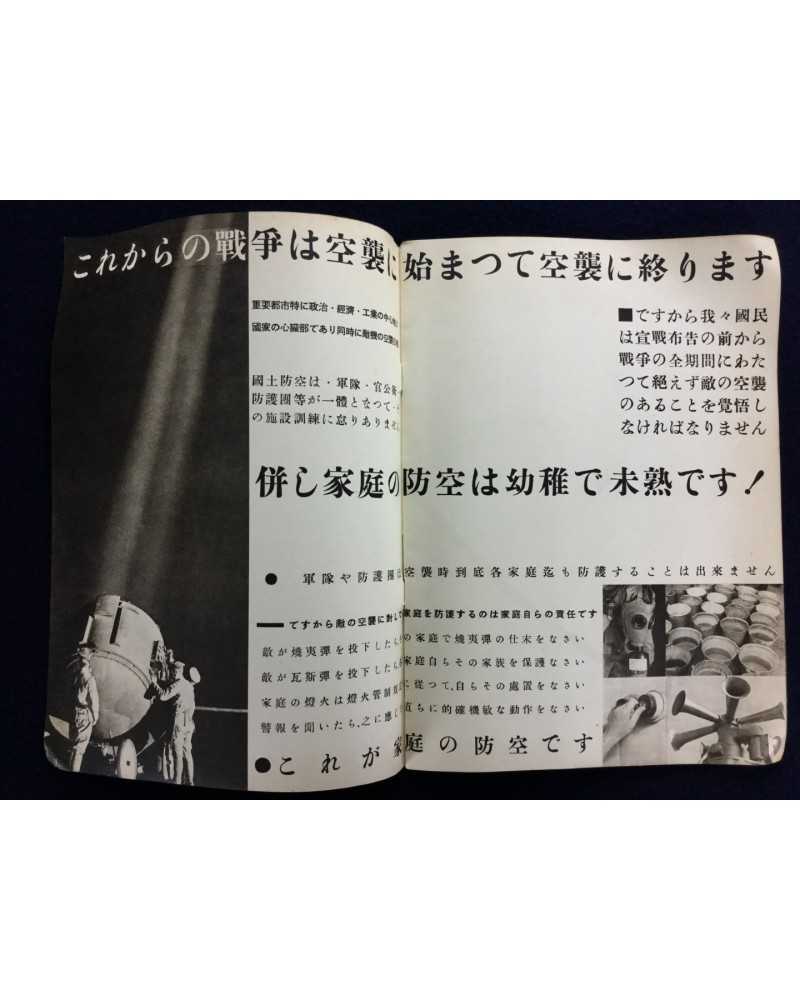 これからの戰爭は空襲に始まつて空襲に終ります
重要都市特に政治・經濟・工業の中心
國家の心臟部であり同時に敵機の空襲
■ですから我々國民
は宣戰布告の前から
戰爭の全期間にわた
つて絕えず敵の空襲
のあることを覺悟し
なければなりません
國土防空は・軍隊・官公
防護團等が一體となつて・
の施設訓練に怠りありません
併し家庭の防空は幼稚で未熟です!
● 軍隊や防護團は空襲時到底各家庭迄も防護することは出來ません
ですから敵の空襲に對して家庭を防護するのは家庭自らの責任です
敵が燒夷彈を投下したら の家庭で燒夷彈の仕末をなさい
敵が瓦斯彈を投下したら 家庭自らその家族を保護なさい
家庭の燈火は燈火管制 に從つて、自らその處置をなさい
警報を聞いたら、之に應じ 直ちに的確機敏な動作をなさい
●これが家庭の防空です